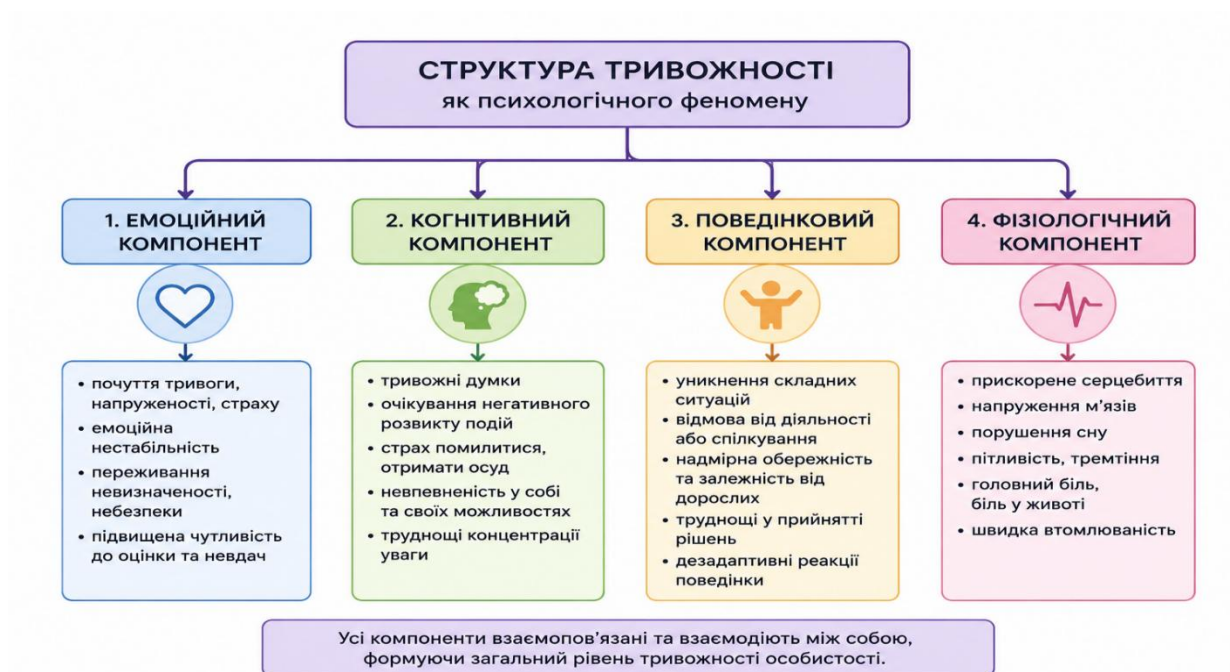 СТРУКТУРА ТРИВОЖНОСТІ
як психологічного феномену
1. ЕМОЦІЙНИЙ
КОМПОНЕНТ
• почуття тривоги,
напруженості, страху
• емоційна
нестабільність
• переживання
невизначеності,
небезпеки
• підвищена чутливість
до оцінки та невдач
2. КОГНІТИВНИЙ
КОМПОНЕНТ
• тривожні думки
• очікування негативного
розвикту подій
• страх помилитися,
отримати осуд
• невпевненість у собі
та своїх можливостях
• труднощі концентрації
уваги
3. ПОВЕДІНКОВИЙ
КОМПОНЕНТ
• уникнення складних
ситуацій
• відмова від діяльності
або спілкування
• надмірна обережність
та залежність від
дорослих
• труднощі у прийнятті
рішень
• дезадаптивні реакції
поведінки
4. ФІЗІОЛОГІЧНИЙ
КОМПОНЕНТ
• прискорене серцебиття
• напруження м’язів
• порушення сну
• пітливість, тремтіння
• головний біль,
біль у животі
• швидка втомлюваність
Усі компоненти взаємопов’язані та взаємодіють між собою,
формуючи загальний рівень тривожності особистості.